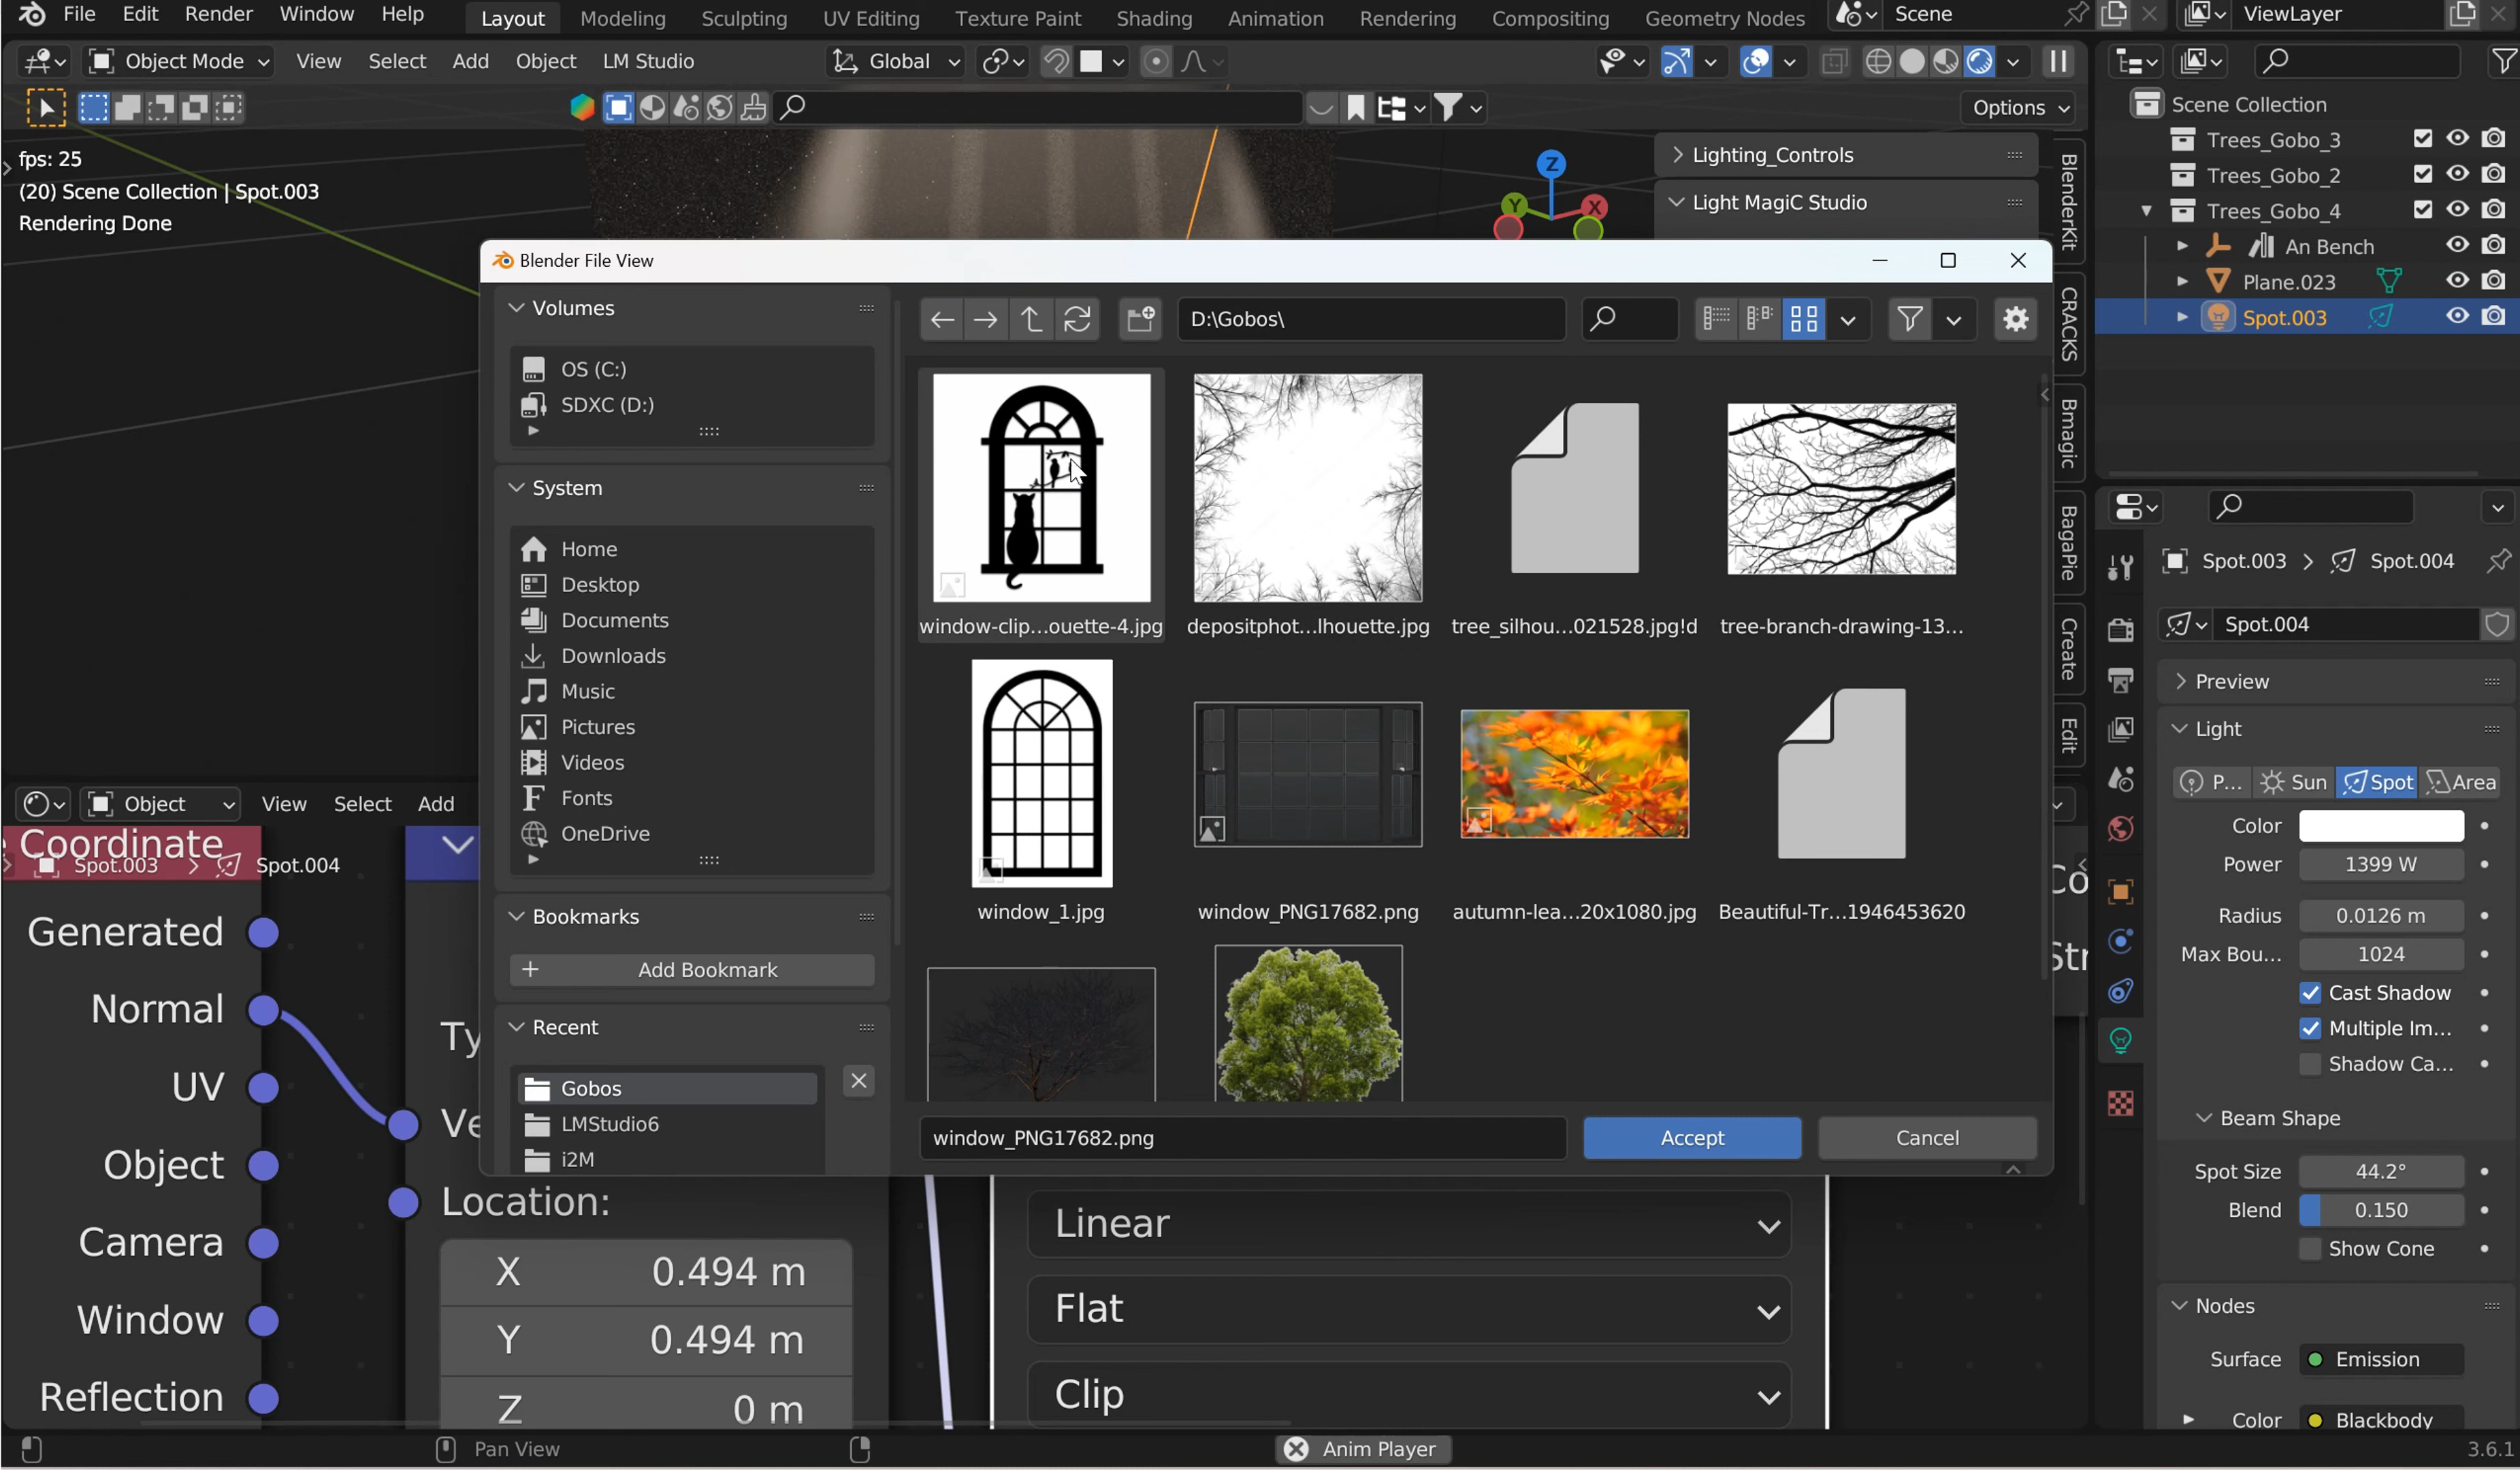 File Edit Render Window Help Layout Modeling Sculpting UV Editing Texture Paint Shading Animation Rendering Compositing Geometry Nodes Scene ViewLayer
Object Mode View Select Add Object LM Studio Global
Options
fps: 25
(20) Scene Collection | Spot.003
Rendering Done
Lighting_Controls
Light MagiC Studio
BlenderKit
CRACKS
Bmagic
BagaPie
Create
Edit
Scene Collection
Trees_Gobo_3
Trees_Gobo_2
Trees_Gobo_4
An Bench
Plane.023
Spot.003
Blender File View
Volumes
OS (C:)
SDXC (D:)
System
Home
Desktop
Documents
Downloads
Music
Pictures
Videos
Fonts
OneDrive
Bookmarks
Add Bookmark
Recent
Gobos
LMStudio6
i2M
D:\Gobos\
window-clip...ouette-4.jpg depositphot...lhouette.jpg tree_silhou...021528.jpg!d tree-branch-drawing-13...
window_1.jpg window_PNG17682.png autumn-lea...20x1080.jpg Beautiful-Tr...1946453620
window_PNG17682.png Accept Cancel
Spot.003 > Spot.004
Spot.004
Preview
Light
P... Sun Spot Area
Color
Power 1399 W
Radius 0.0126 m
Max Bou... 1024
Cast Shadow
Multiple Im...
Shadow Ca...
Beam Shape
Spot Size 44.2°
Blend 0.150
Show Cone
Nodes
Surface Emission
Color Blackbody
Object View Select Add
Coordinate
Spot.003 > Spot.004
Generated
Normal
UV
Object
Camera
Window
Reflection
Ty
Ve
Location:
X 0.494 m
Y 0.494 m
Z 0 m
Co
Str
Linear
Flat
Clip
Pan View Anim Player 3.6.1